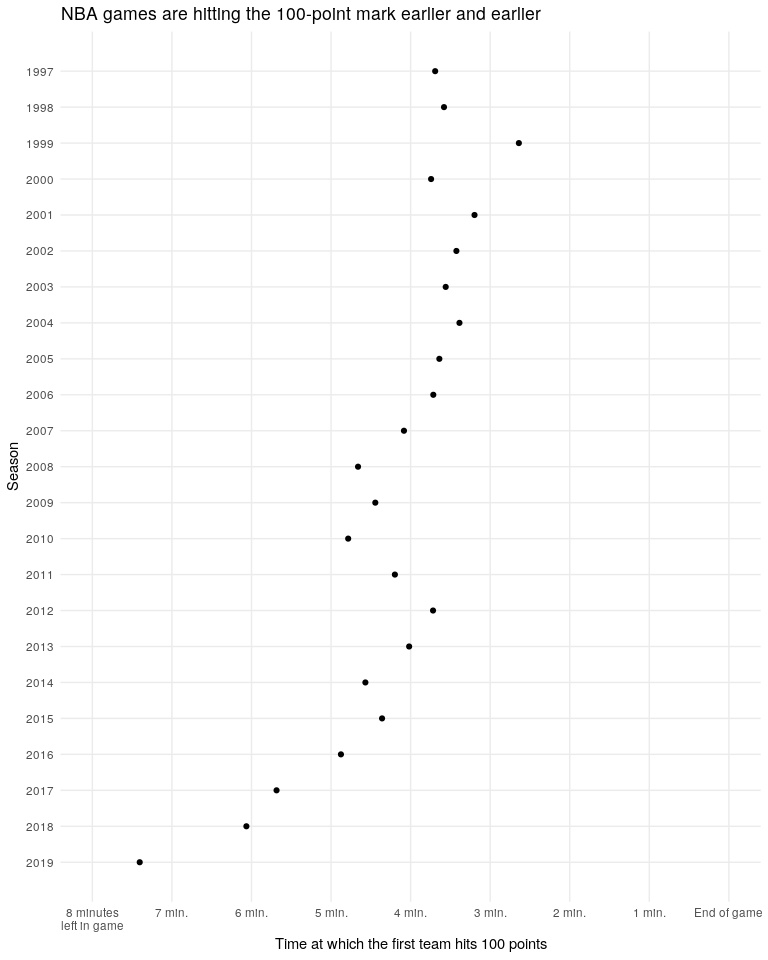 NBA games are hitting the 100-point mark earlier and earlier
Season
1997
1998
1999
2000
2001
2002
2003
2004
2005
2006
2007
2008
2009
2010
2011
2012
2013
2014
2015
2016
2017
2018
2019
8 minutes
left in game
7 min.
6 min.
5 min.
4 min.
3 min.
2 min.
1 min.
End of game
Time at which the first team hits 100 points